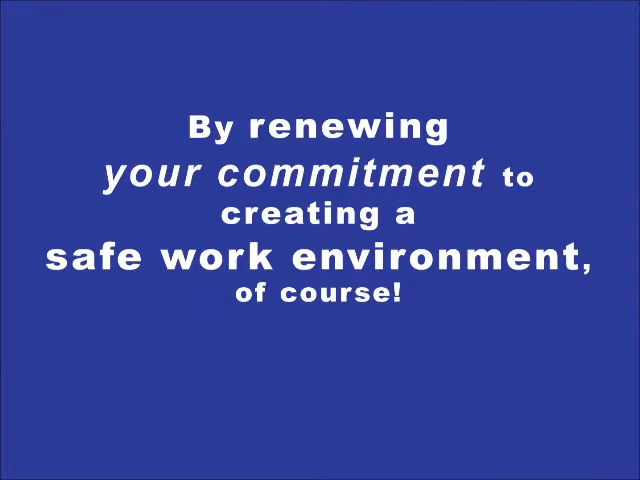 By renewing
your commitment to
creating a
safe work environment,
of course!